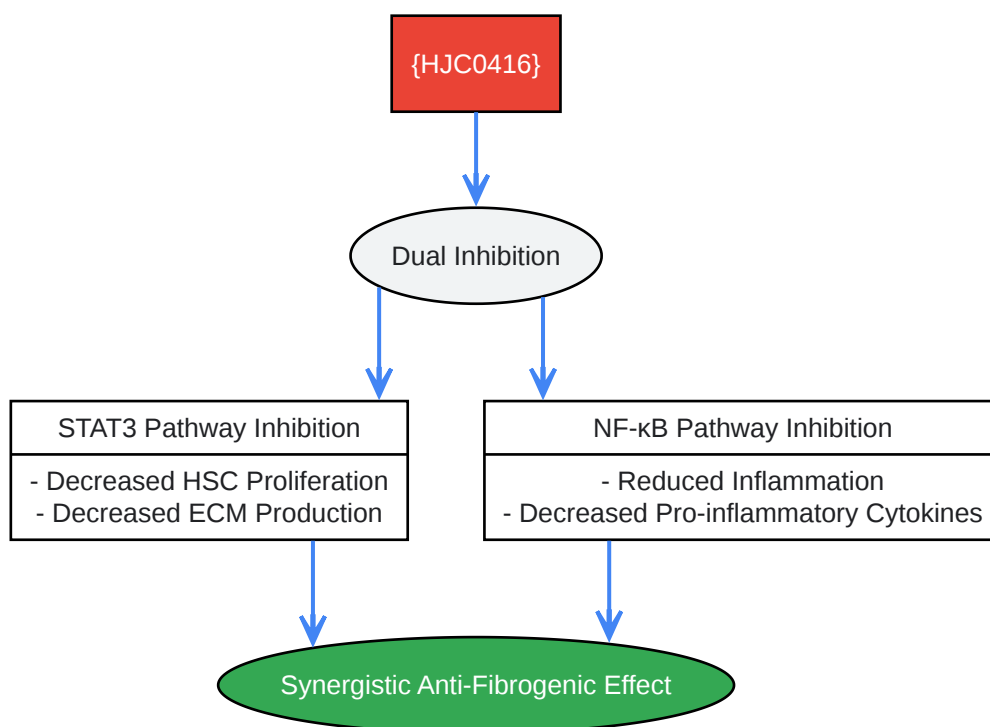 {HJC0416}
Dual Inhibition
STAT3 Pathway Inhibition
- Decreased HSC Proliferation
- Decreased ECM Production
NF-κB Pathway Inhibition
- Reduced Inflammation
- Decreased Pro-inflammatory Cytokines
Synergistic Anti-Fibrogenic Effect